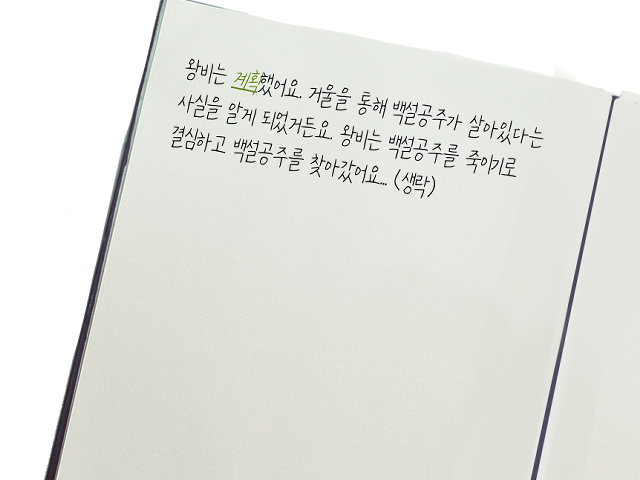 왕비는 계획했어요. 거울을 통해 백설공주가 살아있다는
사실을 알게 되었거든요. 왕비는 백설공주를 죽이기로
결심하고 백설공주를 찾아갔어요... (생략)